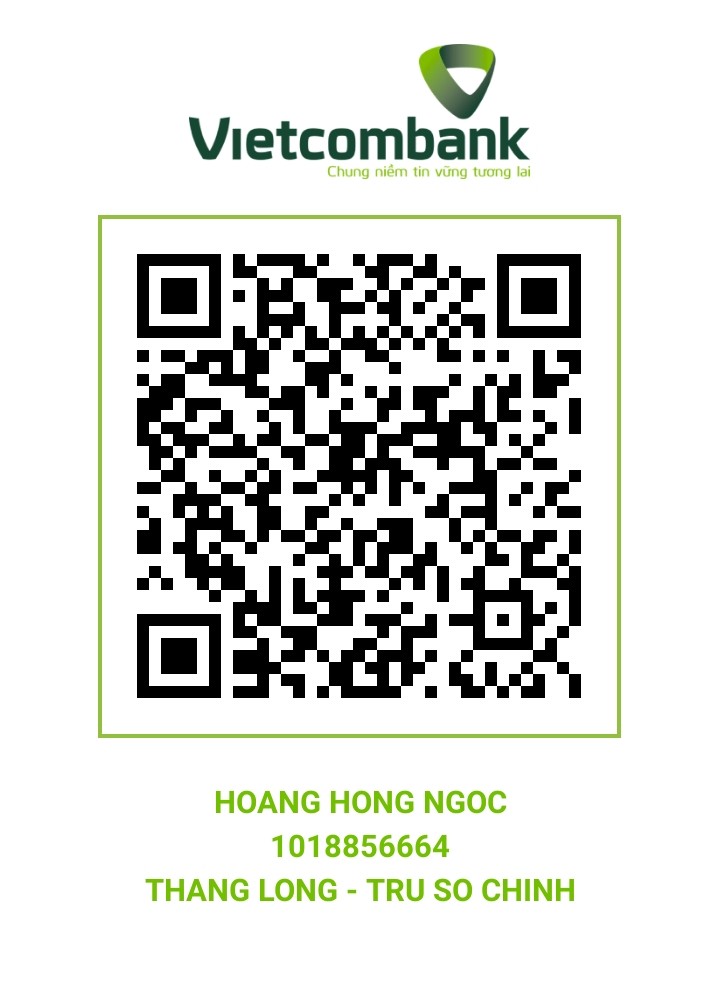 Vietcombank
Chung niềm tin vững tương lai
HOANG HONG NGOC
1018856664
THANG LONG - TRU SO CHINH